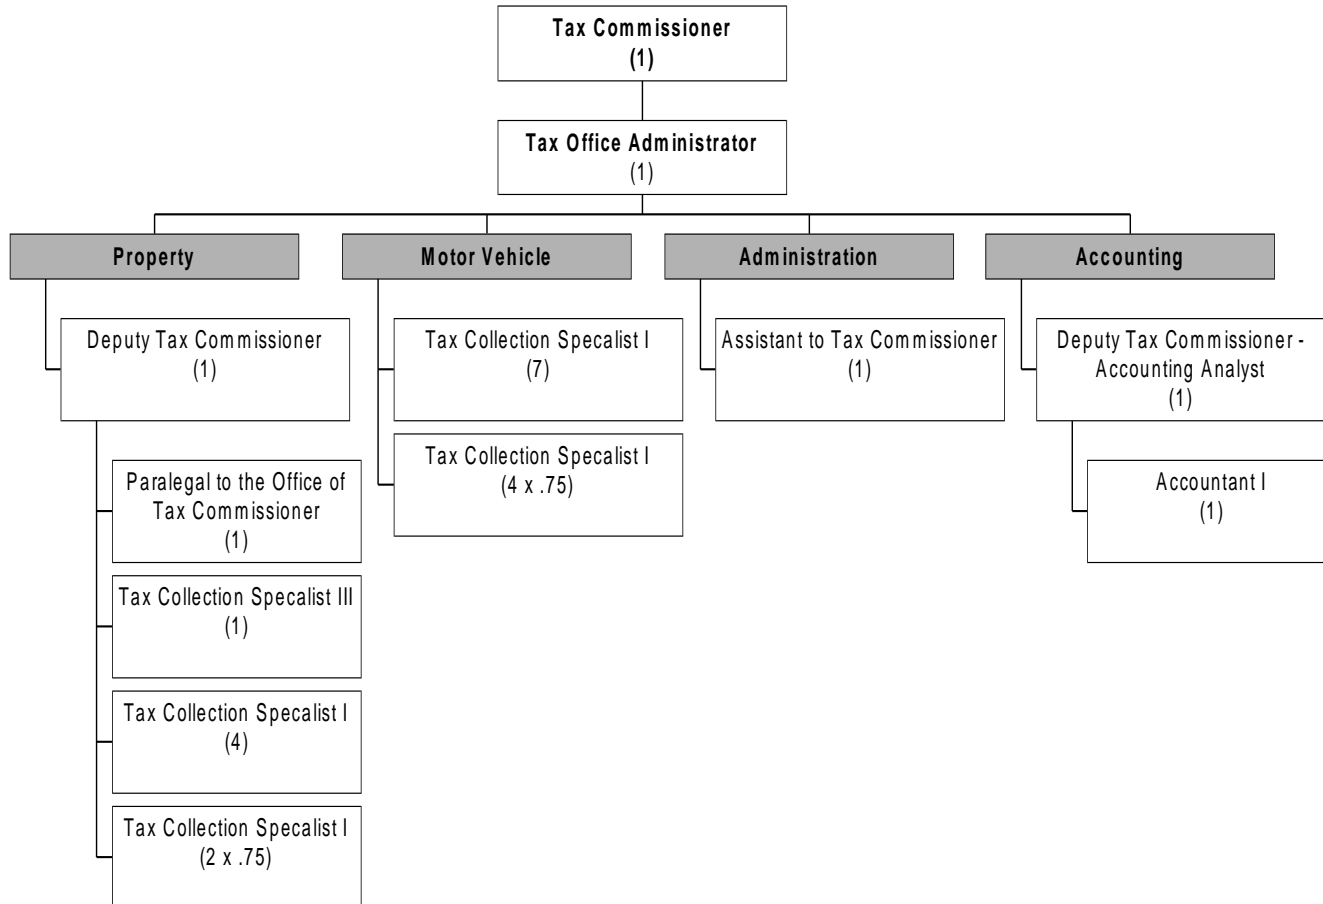 Tax Commissioner
(1)
Tax Office Administrator
(1)
Property
Motor Vehicle
Administration
Accounting
Deputy Tax Commissioner
(1)
Paralegal to the Office of
Tax Commissioner
(1)
Tax Collection Specalist III
(1)
Tax Collection Specalist I
(4)
Tax Collection Specalist I
(2 x .75)
Tax Collection Specalist I
(7)
Tax Collection Specalist I
(4 x .75)
Assistant to Tax Commissioner
(1)
Deputy Tax Commissioner -
Accounting Analyst
(1)
Accountant I
(1)